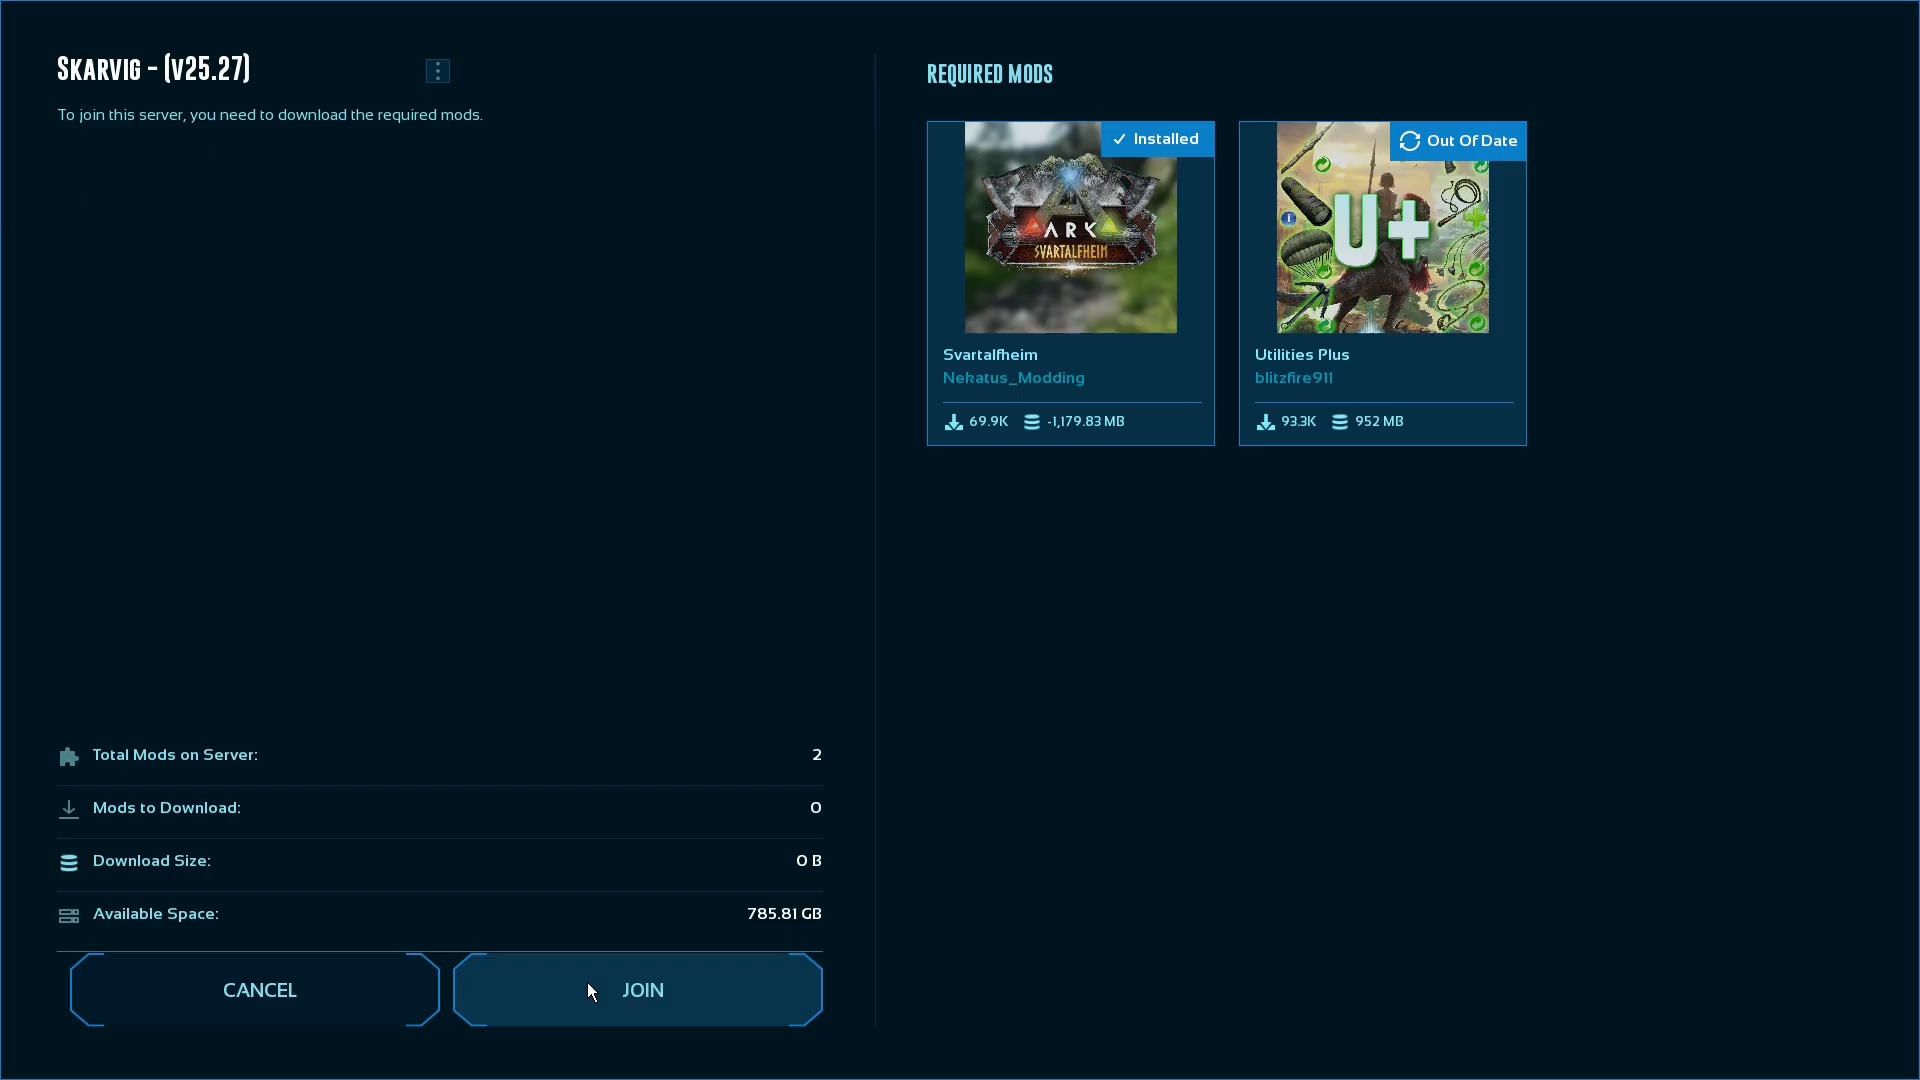 SKARVIG - (V25.27)
To join this server, you need to download the required mods.
Total Mods on Server: 2
Mods to Download: 0
Download Size: 0 B
Available Space: 785.81 GB
CANCEL
JOIN
REQUIRED MODS
Installed
ARK
SVARTALFHEIM
Svartalfheim
Nekatus_Modding
69.9K -1,179.83 MB
Out Of Date
U+
Utilities Plus
blitzfire911
93.3K 952 MB